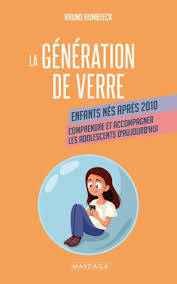 BRUNO HUMBEECK
LA GÉNÉRATION
DE VERRE
ENFANTS NÉS APRÈS 2010
COMPRENDRE ET ACCOMPAGNER
LES ADOLESCENTS D'AUJOURD'HUI
MARDAGA